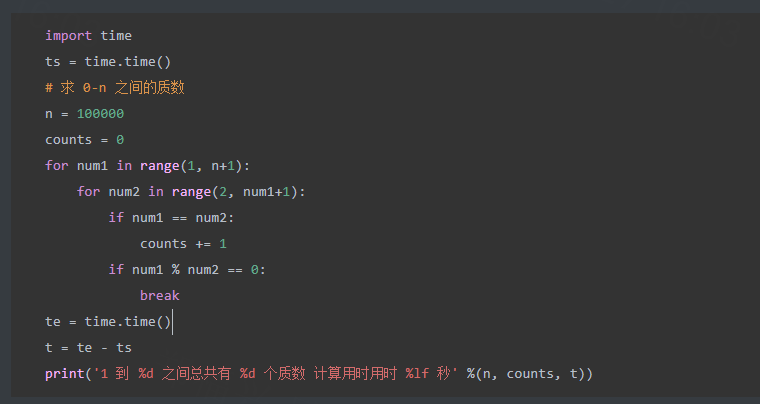 import time
ts = time.time()
# 求 0-n 之间的质数
n = 100000
counts = 0
for num1 in range(1, n+1):
    for num2 in range(2, num1+1):
        if num1 == num2:
            counts += 1
        if num1 % num2 == 0:
            break
te = time.time()
t = te - ts
print('1 到 %d 之间总共有 %d 个质数 计算用时用时 %lf 秒' %(n, counts, t))